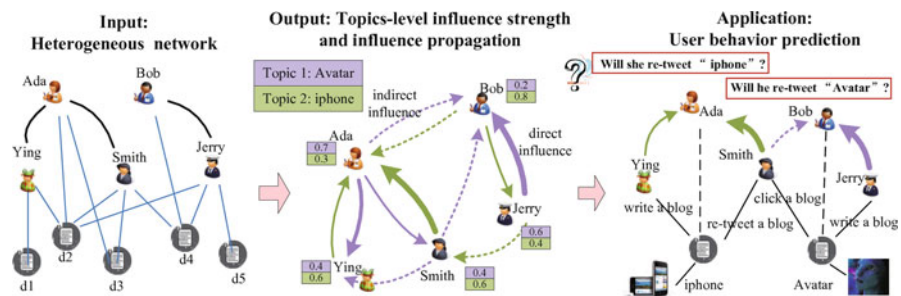 Input:
Heterogeneous network
Ada
Bob
Ying
Smith
Jerry
d1
d2
d3
d4
d5
Output: Topics-level influence strength
and influence propagation
Topic 1: Avatar
Topic 2: iphone
indirect
influence
Bob
0.2
0.8
Ada
0.7
0.3
direct
influence
Jerry
0.6
0.4
Ying
0.4
0.6
Smith
0.4
0.6
Application:
User behavior prediction
Will she re-tweet “ iphone” ?
Will he re-tweet “Avatar”?
?
Ada
Bob
Ying
Smith
Jerry
click a blog
write a blog
re-tweet a blog
write a blog
iphone
Avatar